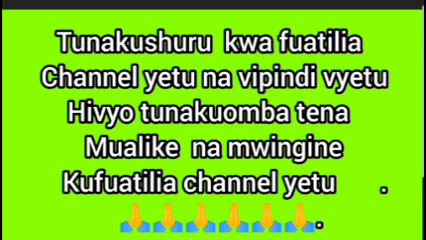 Tunakushuru kwa fuatilia
Channel yetu na vipindi vyetu
Hivyo tunakuomba tena
Mualike na mwingine
Kufuatilia channel yetu .
🙏🙏🙏🙏🙏🙏.